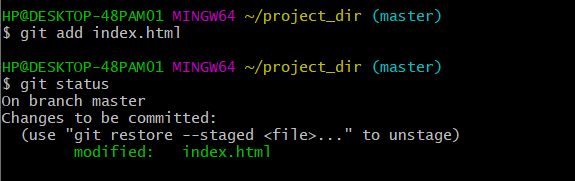 HP@DESKTOP-48PAM01 MINGW64 ~/project_dir (master)
$ git add index.html
HP@DESKTOP-48PAM01 MINGW64 ~/project_dir (master)
$ git status
On branch master
Changes to be committed:
  (use "git restore --staged <file>..." to unstage)
        modified:   index.html